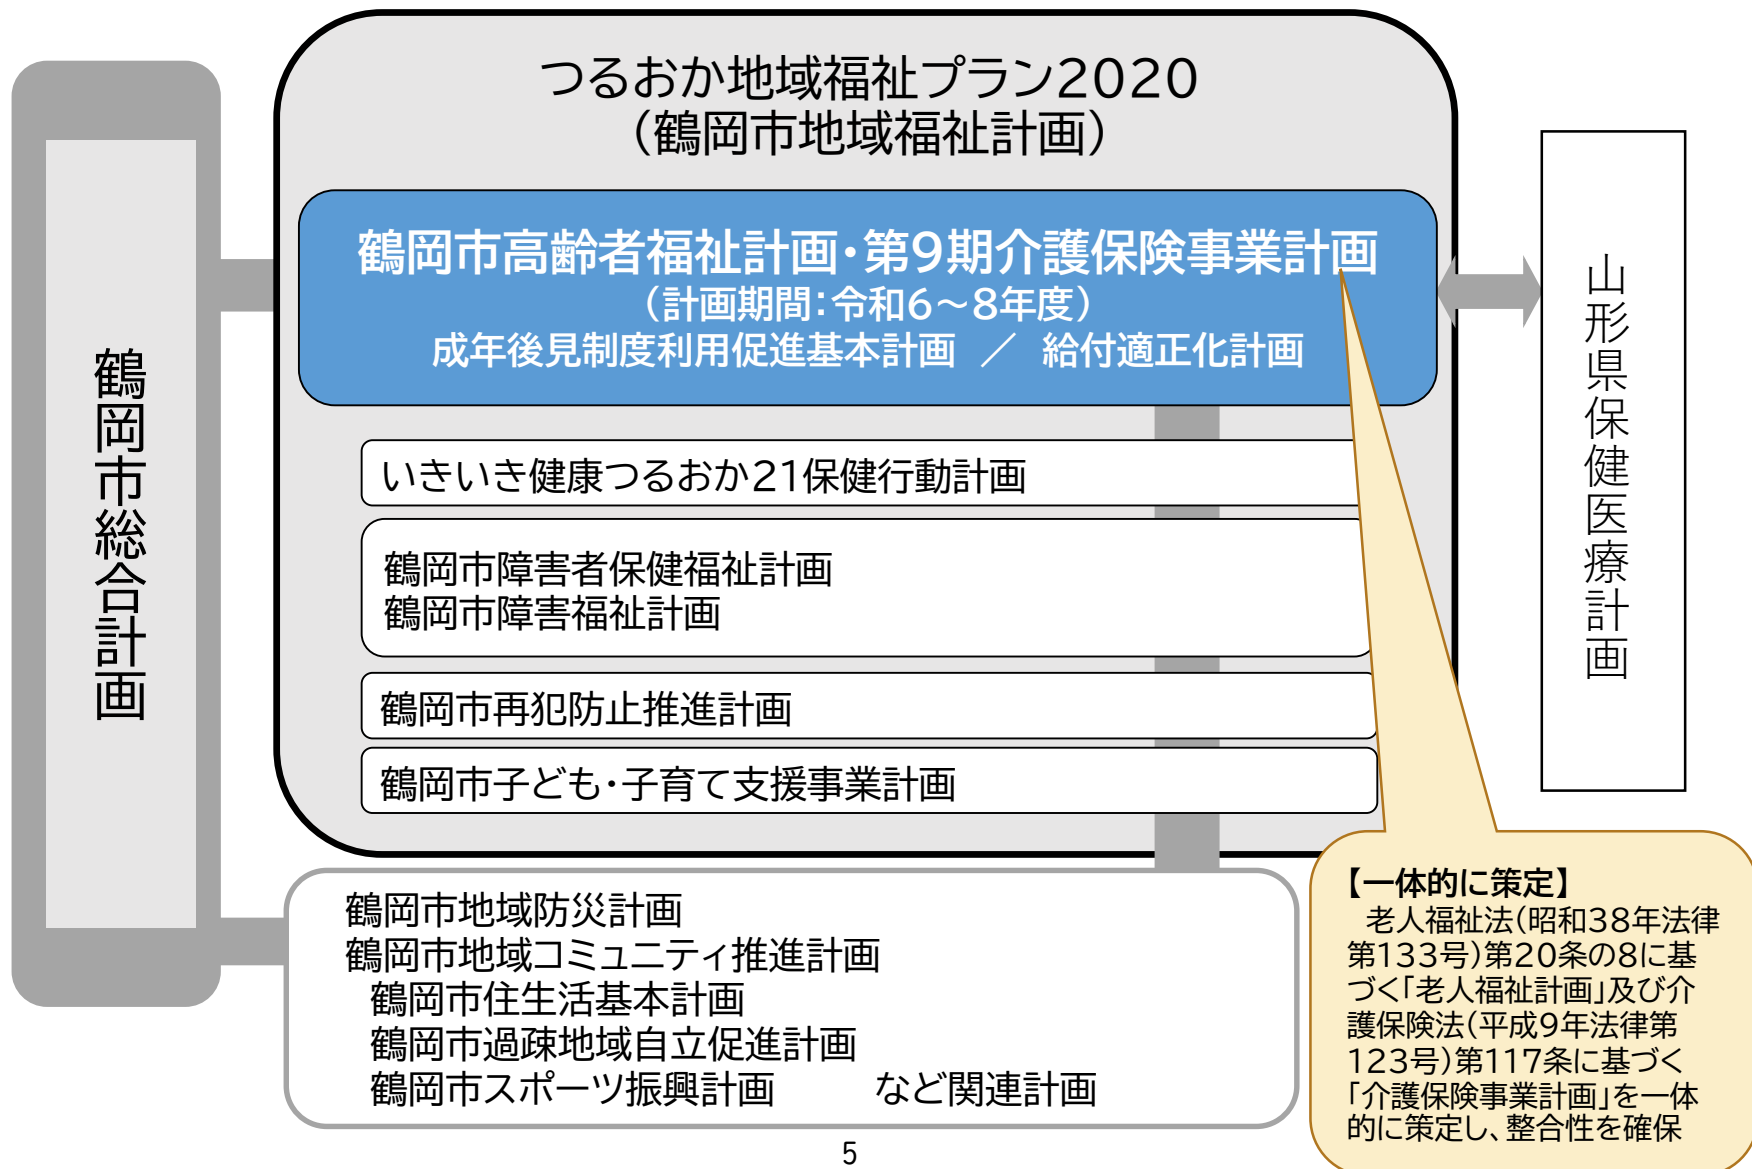 つるおか地域福祉プラン2020
（鶴岡市地域福祉計画）
鶴岡市総合計画
鶴岡市高齢者福祉計画・第9期介護保険事業計画
（計画期間：令和6～8年度）
成年後見制度利用促進基本計画 ／ 給付適正化計画
山形県保健医療計画
いきいき健康つるおか21保健行動計画
鶴岡市障害者保健福祉計画
鶴岡市障害福祉計画
鶴岡市再犯防止推進計画
鶴岡市子ども・子育て支援事業計画
鶴岡市地域防災計画
鶴岡市地域コミュニティ推進計画
鶴岡市住生活基本計画
鶴岡市過疎地域自立促進計画
鶴岡市スポーツ振興計画 など関連計画
【一体的に策定】
老人福祉法（昭和38年法律
第133号）第20条の8に基
づく「老人福祉計画」及び介
護保険法（平成9年法律第
123号）第117条に基づく
「介護保険事業計画」を一体
的に策定し、整合性を確保
5